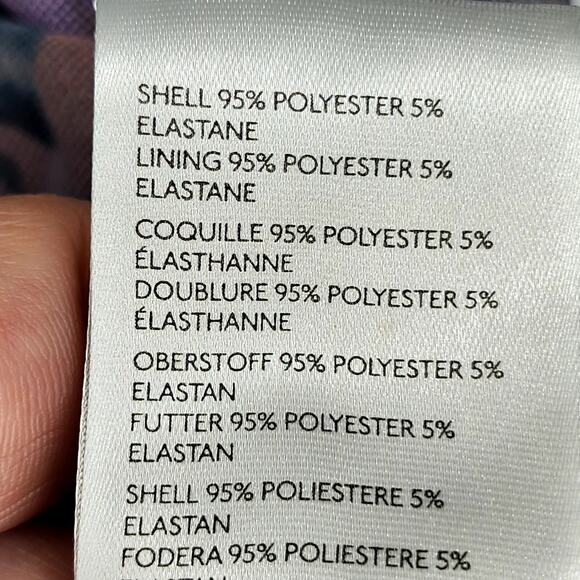 SHELL 95% POLYESTER 5%
ELASTANE
LINING 95% POLYESTER 5%
ELASTANE
COQUILLE 95% POLYESTER 5%
ÉLASTHANNE
DOUBLURE 95% POLYESTER 5%
ÉLASTHANNE
OBERSTOFF 95% POLYESTER 5%
ELASTAN
FUTTER 95% POLYESTER 5%
ELASTAN
SHELL 95% POLIESTERE 5%
ELASTAN
FODERA 95% POLIESTERE 5%